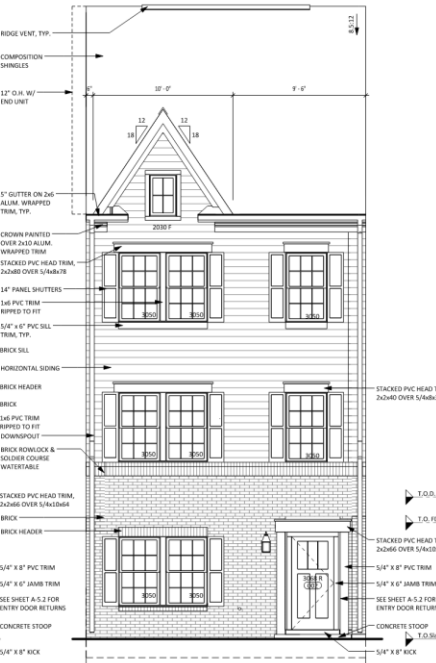 RIDGE VENT, TYP.
8.5:12
COMPOSITION
SHINGLES
6"
10' - 0"
9' - 6"
12" O.H. W/
END UNIT
12
12
18
18
5" GUTTER ON 2x6
ALUM. WRAPPED
TRIM, TYP.
2030 F
CROWN PAINTED
OVER 2x10 ALUM.
WRAPPED TRIM
STACKED PVC HEAD TRIM,
2x2x80 OVER 5/4x8x78
14" PANEL SHUTTERS
1x6 PVC TRIM
RIPPED TO FIT
3050
3050
3050
5/4" x 6" PVC SILL
TRIM, TYP.
BRICK SILL
HORIZONTAL SIDING
BRICK HEADER
STACKED PVC HEAD T
2x2x40 OVER 5/4x8x
BRICK
1x6 PVC TRIM
RIPPED TO FIT
DOWNSPOUT
3050
3050
3050
BRICK ROWLOCK &
SOLDIER COURSE
WATERTABLE
STACKED PVC HEAD TRIM,
2x2x66 OVER 5/4x10x64
T.O.D.
BRICK
T.O. F
BRICK HEADER
STACKED PVC HEAD T
2x2x66 OVER 5/4x10
5/4" X 8" PVC TRIM
5/4" X 8" PVC TRIM
5/4" X 6" JAMB TRIM
3068 R
5/4" X 6" JAMB TRIM
3050
3050
SEE SHEET A-5.2 FOR
ENTRY DOOR RETURNS
SEE SHEET A-5.2 FOR
ENTRY DOOR RETURN
CONCRETE STOOP
CONCRETE STOOP
T.O.Sl
5/4" X 8" KICK
5/4" X 8" KICK